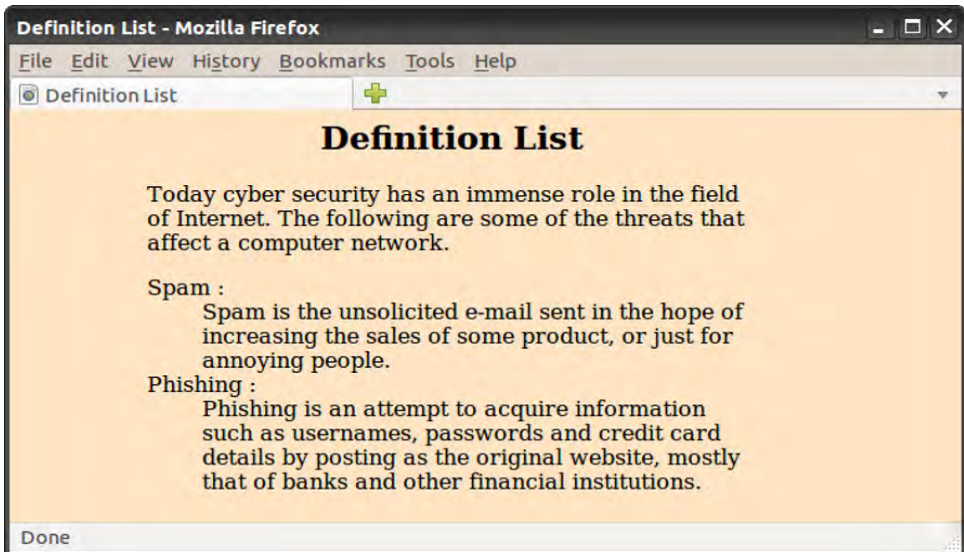 Definition List - Mozilla Firefox
File Edit View History Bookmarks Tools Help
Definition List
Definition List
Today cyber security has an immense role in the field
of Internet. The following are some of the threats that
affect a computer network.
Spam :
Spam is the unsolicited e-mail sent in the hope of
increasing the sales of some product, or just for
annoying people.
Phishing :
Phishing is an attempt to acquire information
such as usernames, passwords and credit card
details by posting as the original website, mostly
that of banks and other financial institutions.
Done